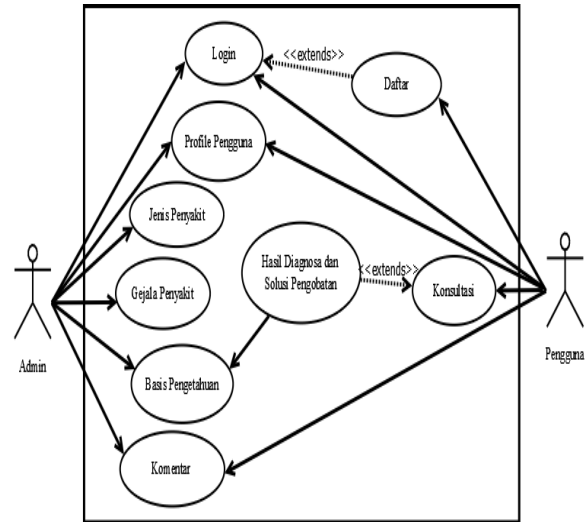 Login
<<extends>>
Daftar
Profile Pengguna
Jenis Penyakit
Hasil Diagnosa dan
Solusi Pengobatan
<<extends>>
Konsultasi
Gejala Penyakit
Admin
Pengguna
Basis Pengetahuan
Komentar